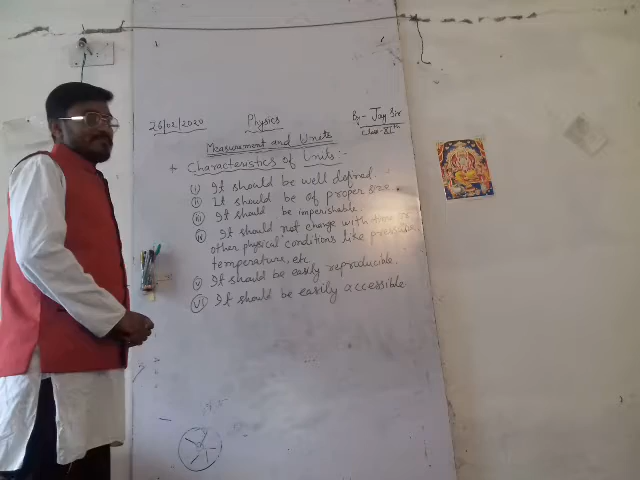 26/02/2020 Physics By:- Jay Sir
Class-XIth
Measurement and Units
+ Characteristics of Units:-
(i) It should be well defined.
(ii) It should be of proper size.
(iii) It should be imperishable.
(iv) It should not change with time or
other physical conditions like pressure,
temperature, etc
(v) It should be easily reproducible.
(vi) It should be easily accessible.